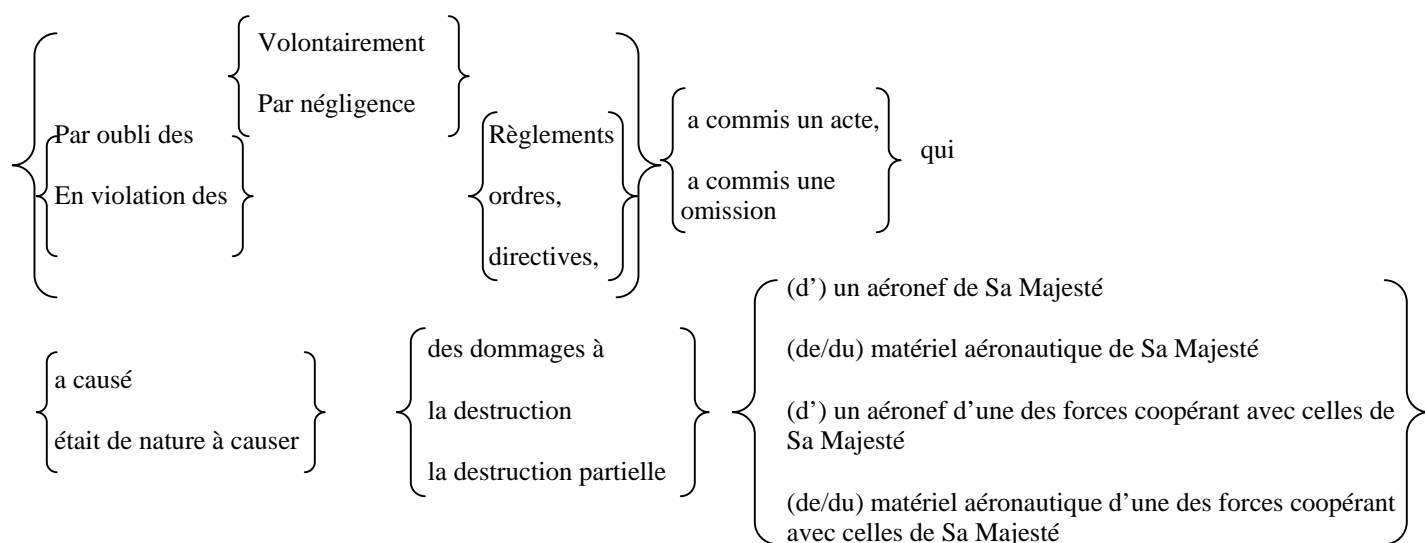 Volontairement
Par négligence
Par oubli des
En violation des
Règlements
ordres,
directives,
a commis un acte,
a commis une
omission
qui
a causé
était de nature à causer
des dommages à
la destruction
la destruction partielle
(d’) un aéronef de Sa Majesté
(de/du) matériel aéronautique de Sa Majesté
(d’) un aéronef d’une des forces coopérant avec celles de
Sa Majesté
(de/du) matériel aéronautique d’une des forces coopérant
avec celles de Sa Majesté